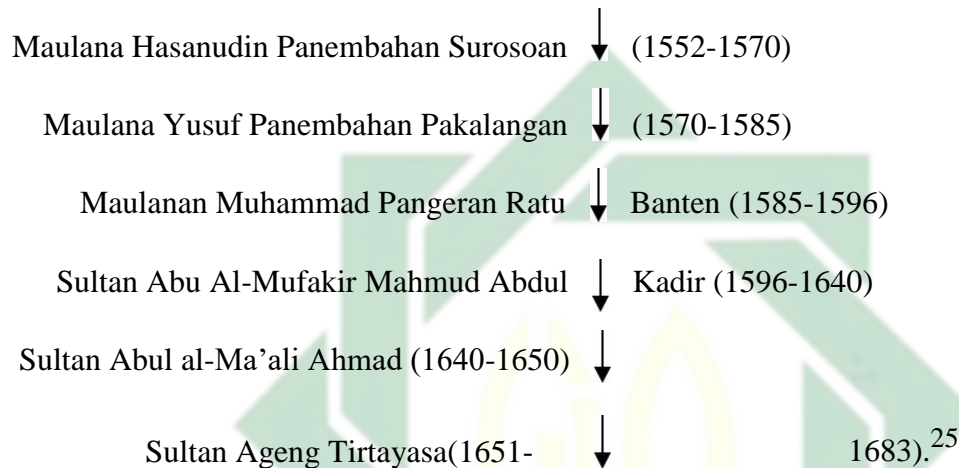 Maulana Hasanudin Panembahan Surosoan (1552-1570)
Maulana Yusuf Panembahan Pakalangan (1570-1585)
Maulanan Muhammad Pangeran Ratu Banten (1585-1596)
Sultan Abu Al-Mufakir Mahmud Abdul Kadir (1596-1640)
Sultan Abul al-Ma’ali Ahmad (1640-1650)
Sultan Ageng Tirtayasa(1651- 1683).25